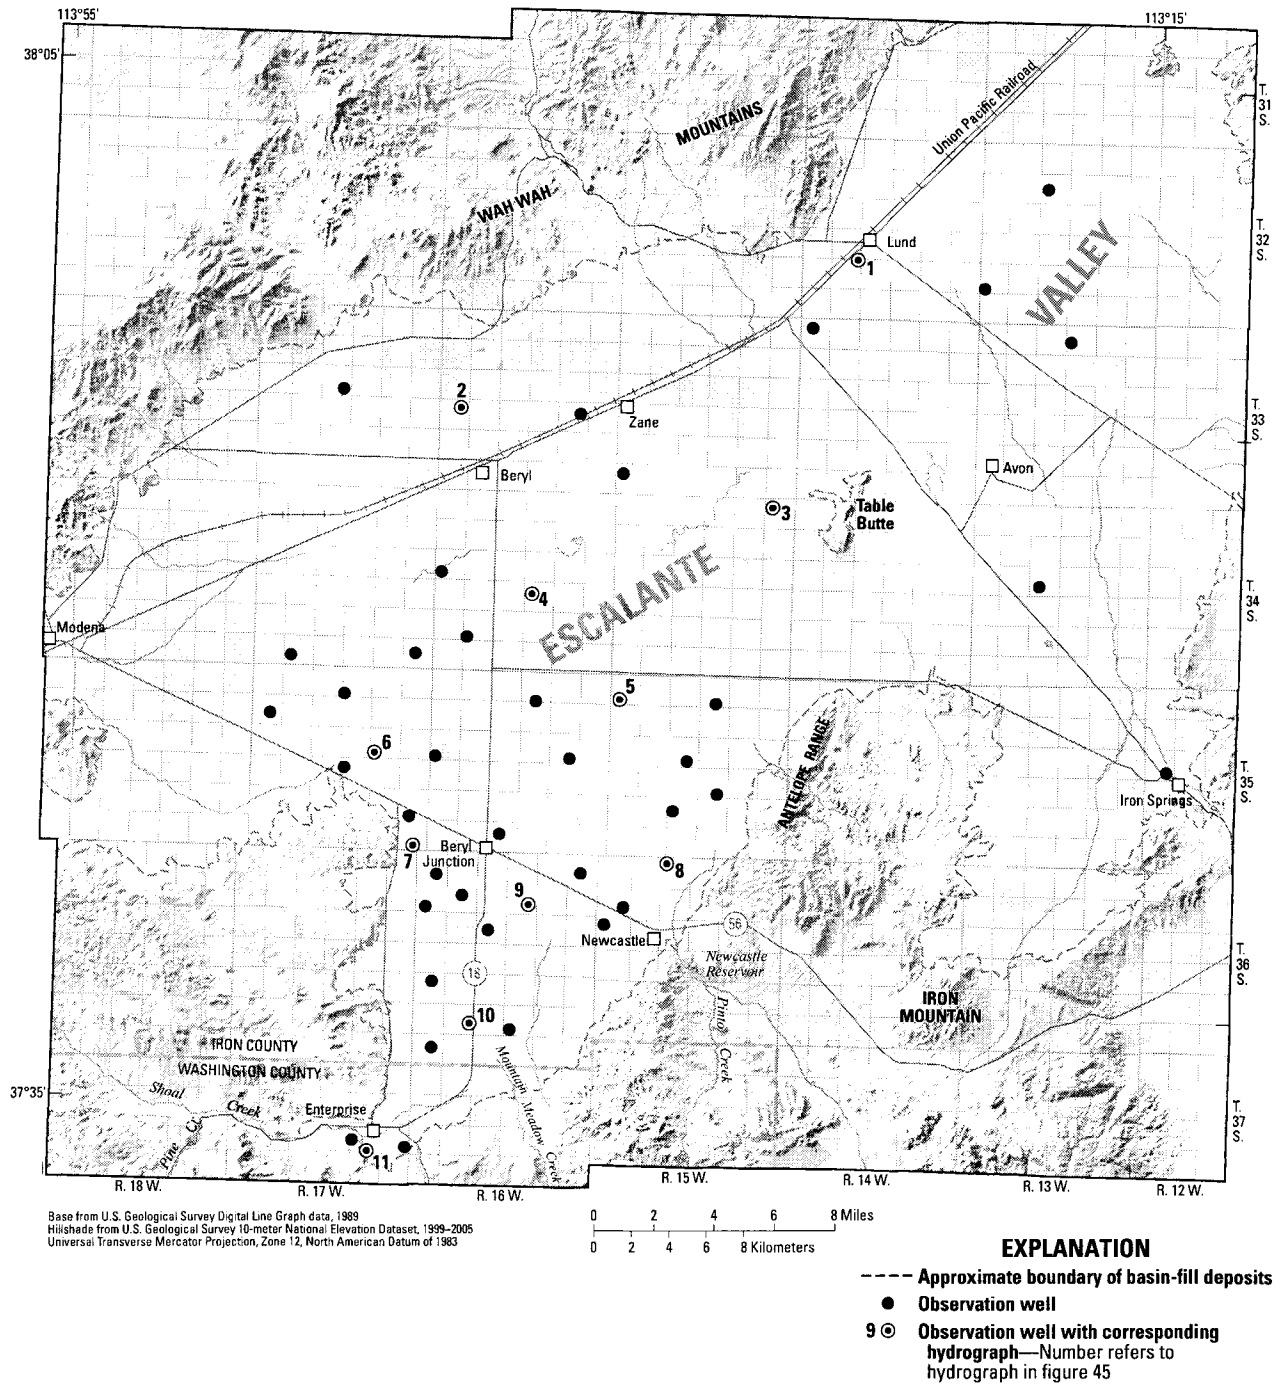 113°55'
113°15'
38°05'
T.
31
S.
MOUNTAINS
Union Pacific Railroad
WAH WAH
T.
32
S.
Lund
1
VALLEY
2
Zane
T.
33
S.
Beryl
Avon
3
Table
Butte
4
ESCALANTE
T.
34
S.
Modena
5
6
ANTELOPE RANGE
T.
35
S.
Iron Springs
7
Beryl
Junction
8
9
Newcastle
56
Newcastle
Reservoir
T.
36
S.
18
IRON
MOUNTAIN
Pinto
Creek
10
IRON COUNTY
WASHINGTON COUNTY
Mountain Meadow
Creek
37°35'
Shoal
Creek
Enterprise
Pine Cr
11
T.
37
S.
R. 18 W.
R. 17 W.
R. 16 W.
R. 15 W.
R. 14 W.
R. 13 W.
R. 12 W.
Base from U.S. Geological Survey Digital Line Graph data, 1989
Hillshade from U.S. Geological Survey 10-meter National Elevation Dataset, 1999–2005
Universal Transverse Mercator Projection, Zone 12, North American Datum of 1983
0 2 4 6 8 Miles
0 2 4 6 8 Kilometers
EXPLANATION
Approximate boundary of basin-fill deposits
Observation well
9 Observation well with corresponding
hydrograph—Number refers to
hydrograph in figure 45